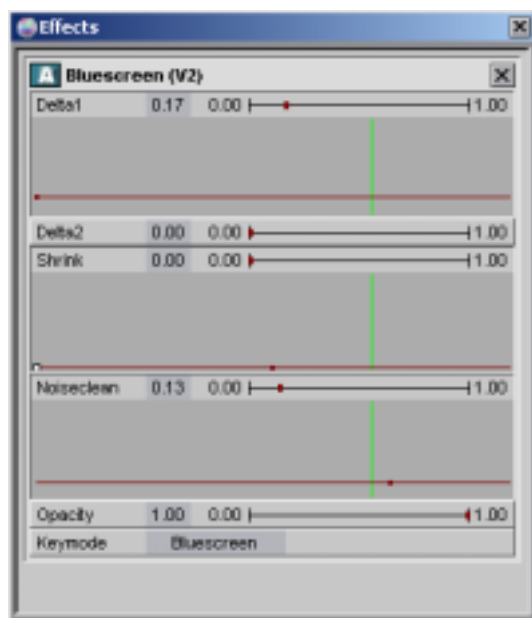 Effects
A Bluescreen (V2)
Delta1 0.17 0.00 1.00
Delta2 0.00 0.00 1.00
Shrink 0.00 0.00 1.00
Noiseclean 0.13 0.00 1.00
Opacity 1.00 0.00 1.00
Keymode Bluescreen